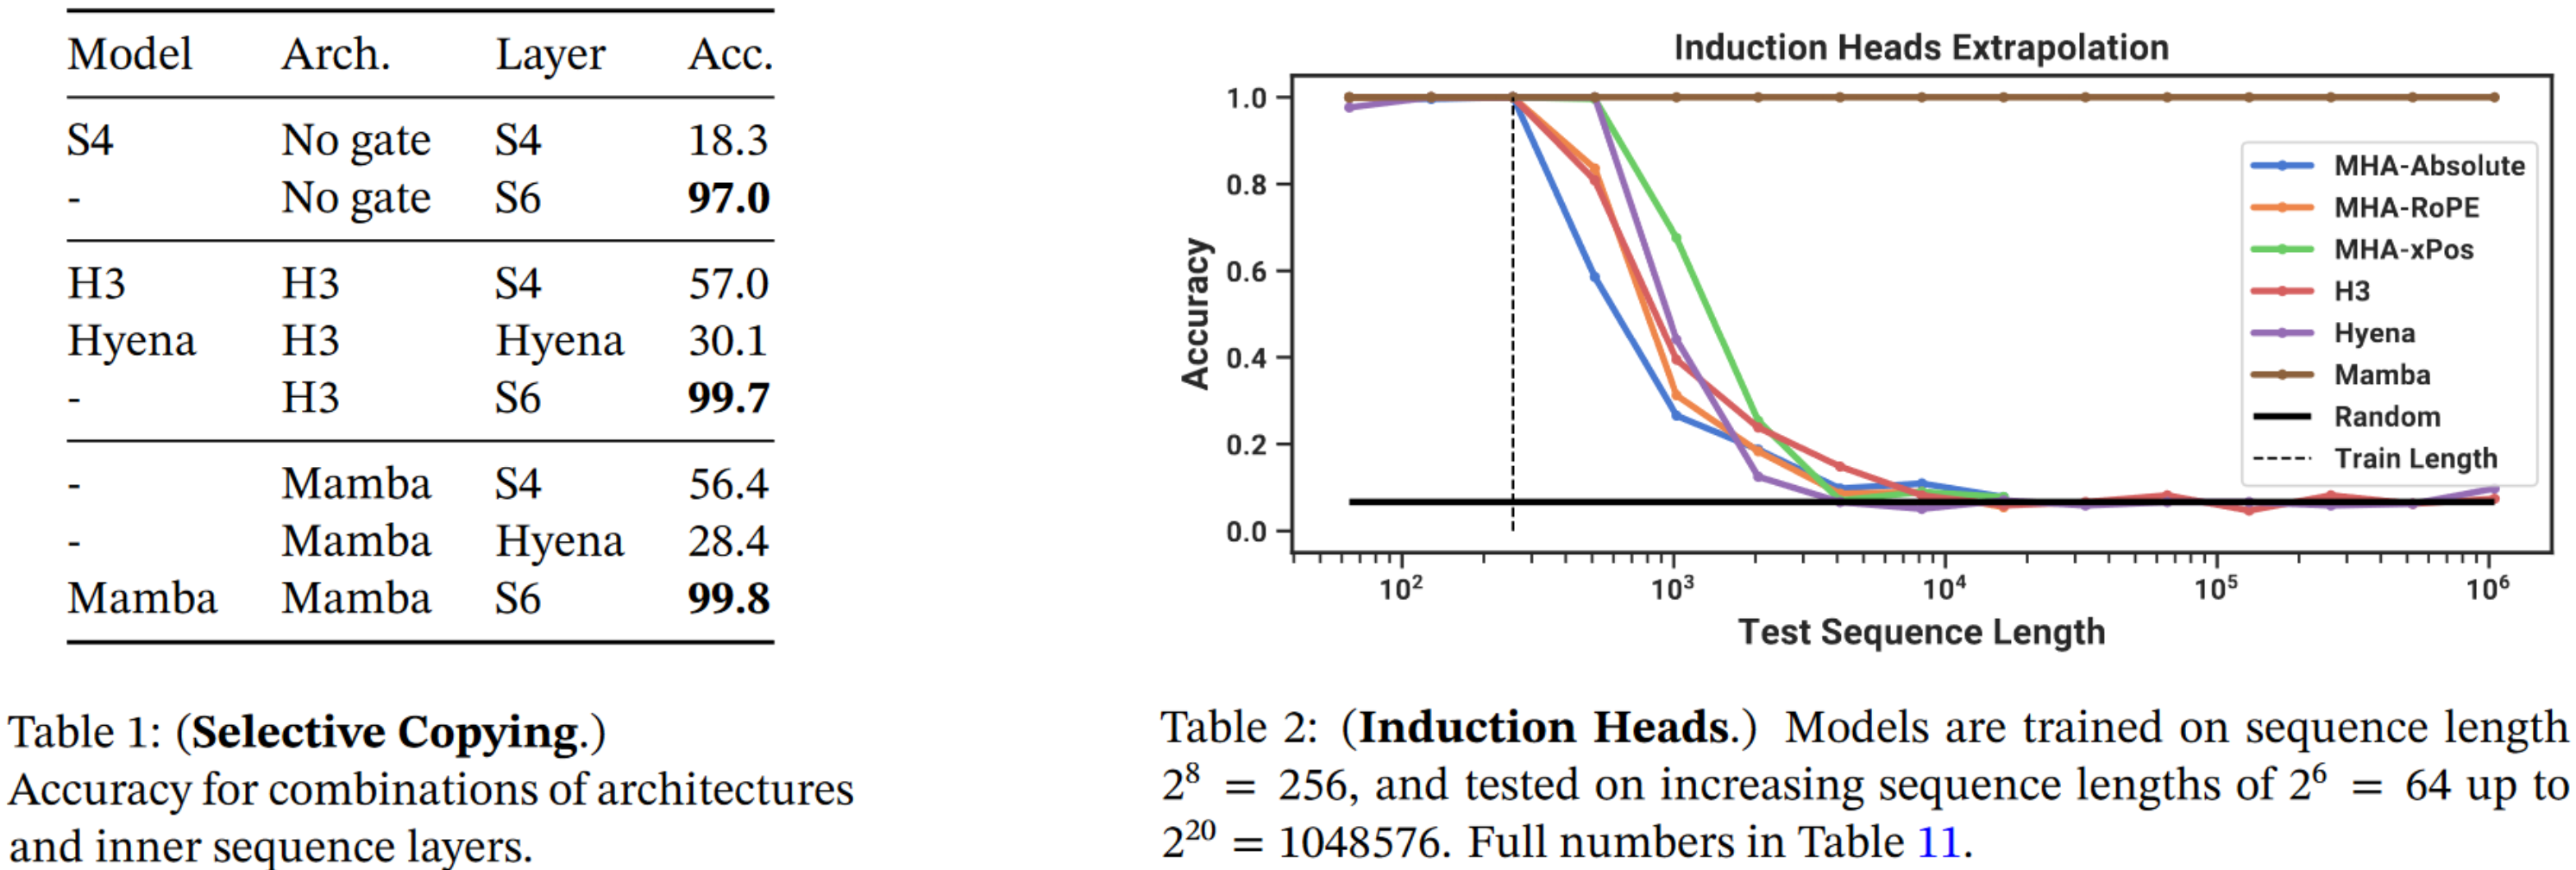 Model Arch. Layer Acc.
S4 No gate S4 18.3
- No gate S6 97.0
H3 H3 S4 57.0
Hyena H3 Hyena 30.1
- H3 S6 99.7
- Mamba S4 56.4
- Mamba Hyena 28.4
Mamba Mamba S6 99.8
Table 1: (Selective Copying.)
Accuracy for combinations of architectures
and inner sequence layers.
Induction Heads Extrapolation
Accuracy
1.0
0.8
0.6
0.4
0.2
0.0
MHA-Absolute
MHA-RoPE
MHA-xPos
H3
Hyena
Mamba
Random
Train Length
10² 10³ 10⁴ 10⁵ 10⁶
Test Sequence Length
Table 2: (Induction Heads.) Models are trained on sequence length
2⁸ = 256, and tested on increasing sequence lengths of 2⁶ = 64 up to
2²⁰ = 1048576. Full numbers in Table 11.